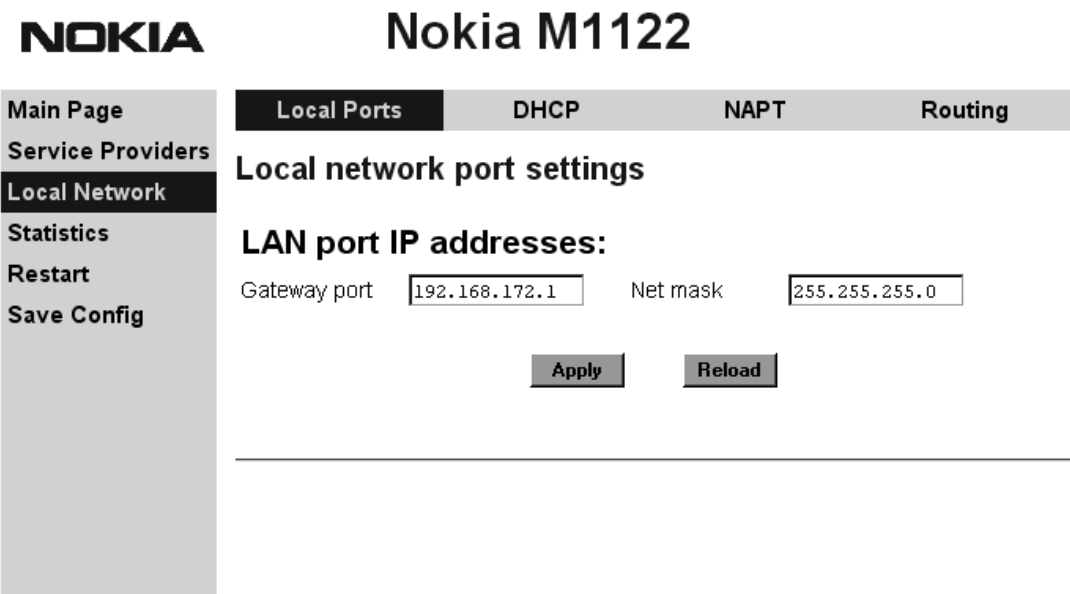 NOKIA
Nokia M1122
Main Page
Service Providers
Local Network
Statistics
Restart
Save Config
Local Ports DHCP NAPT Routing
Local network port settings
LAN port IP addresses:
Gateway port 192.168.172.1 Net mask 255.255.255.0
Apply Reload